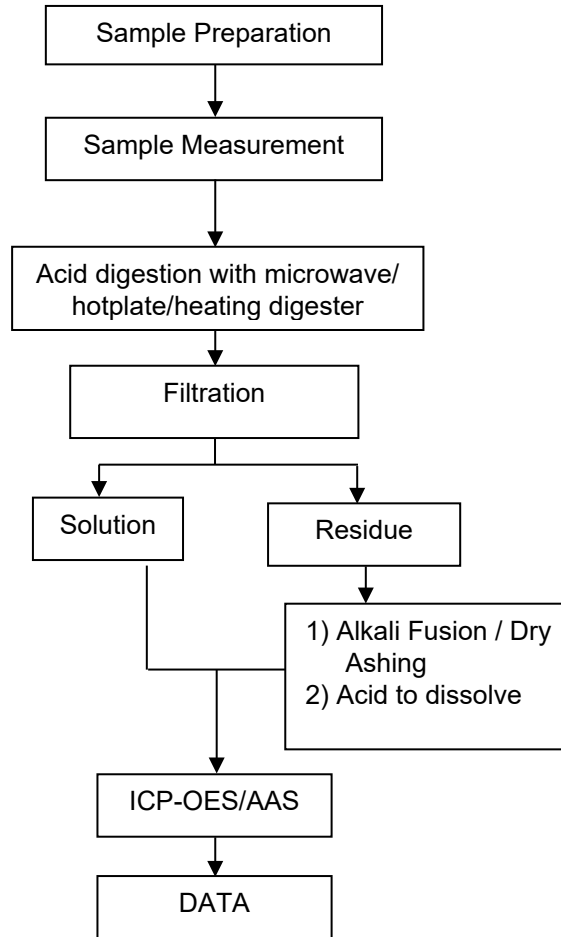 Sample Preparation
Sample Measurement
Acid digestion with microwave/
hotplate/heating digester
Filtration
Solution
Residue
1) Alkali Fusion / Dry
Ashing
2) Acid to dissolve
ICP-OES/AAS
DATA